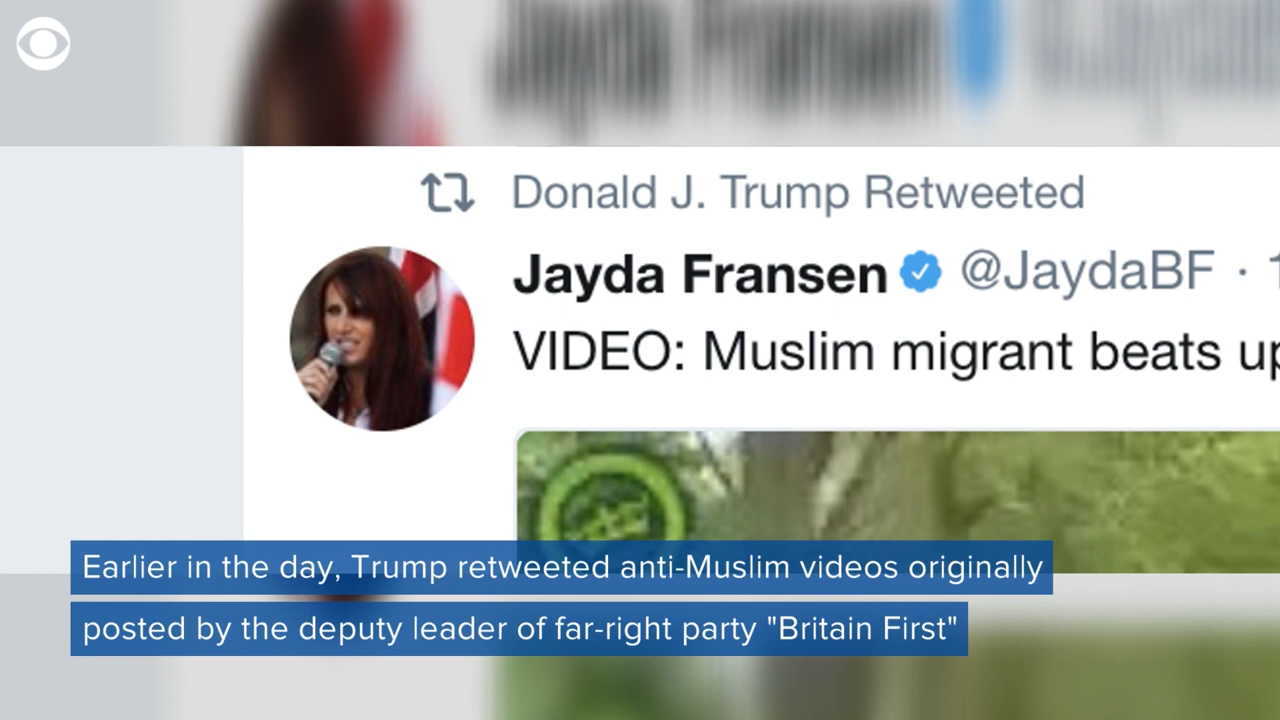 Donald J. Trump Retweeted
Jayda Fransen @JaydaBF ·
VIDEO: Muslim migrant beats
Earlier in the day, Trump retweeted anti-Muslim videos originally
posted by the deputy leader of far-right party "Britain First"